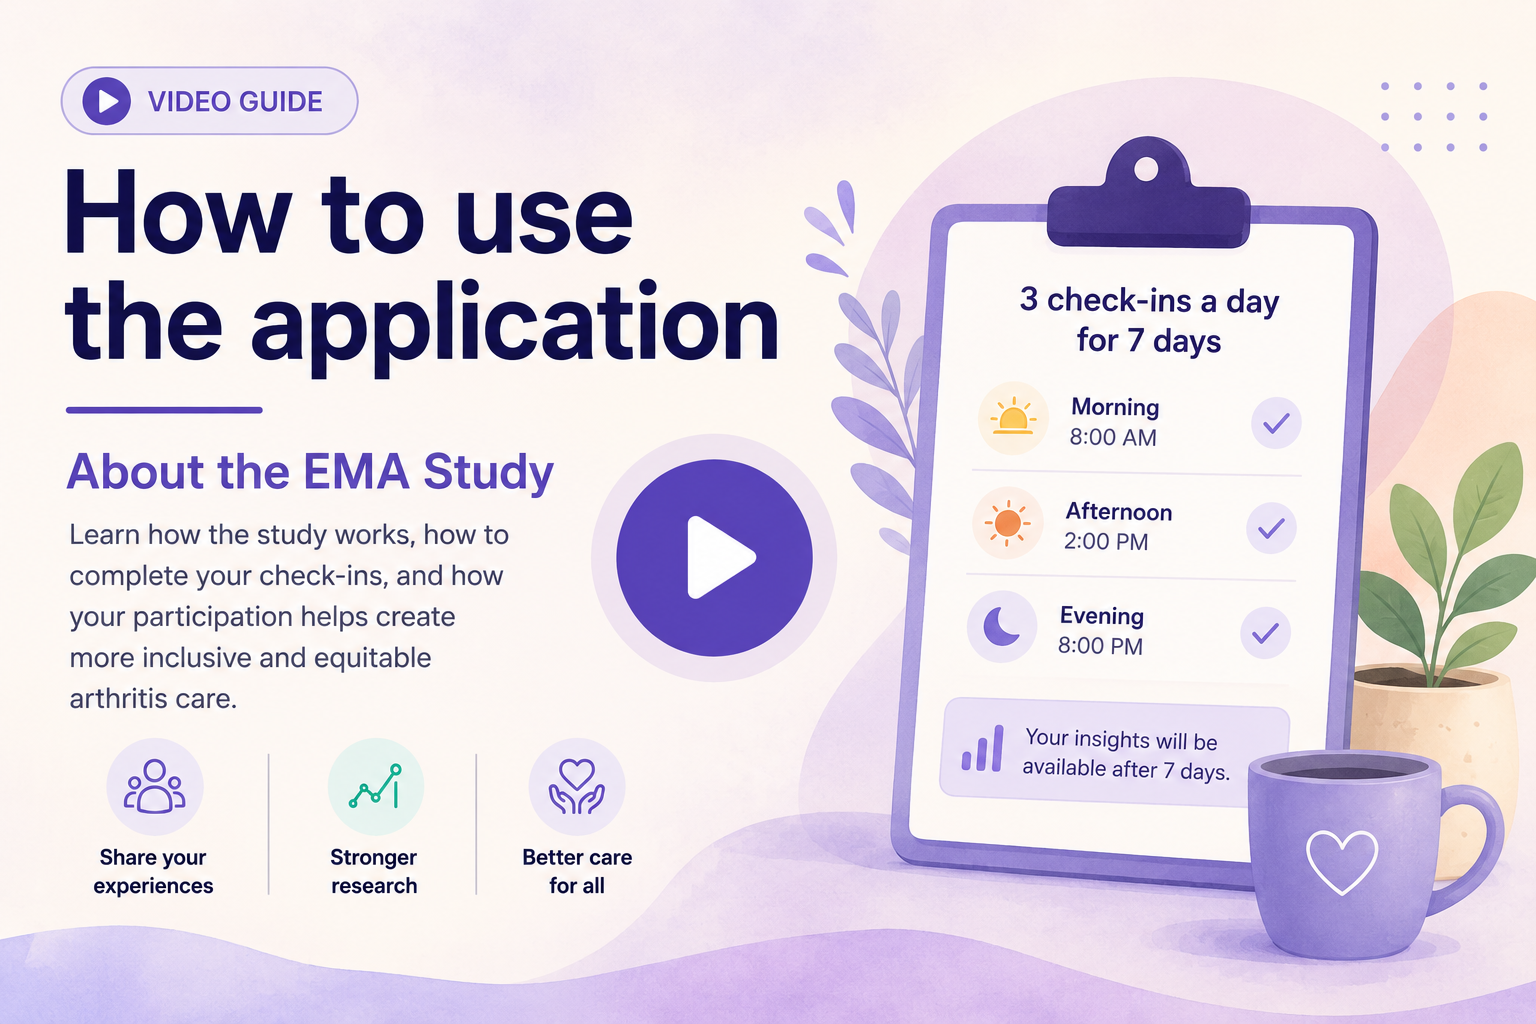 VIDEO GUIDE
How to use
the application
About the EMA Study
Learn how the study works, how to
complete your check-ins, and how
your participation helps create
more inclusive and equitable
arthritis care.
Share your
experiences
Stronger
research
Better care
for all
3 check-ins a day
for 7 days
Morning
8:00 AM
Afternoon
2:00 PM
Evening
8:00 PM
Your insights will be
available after 7 days.